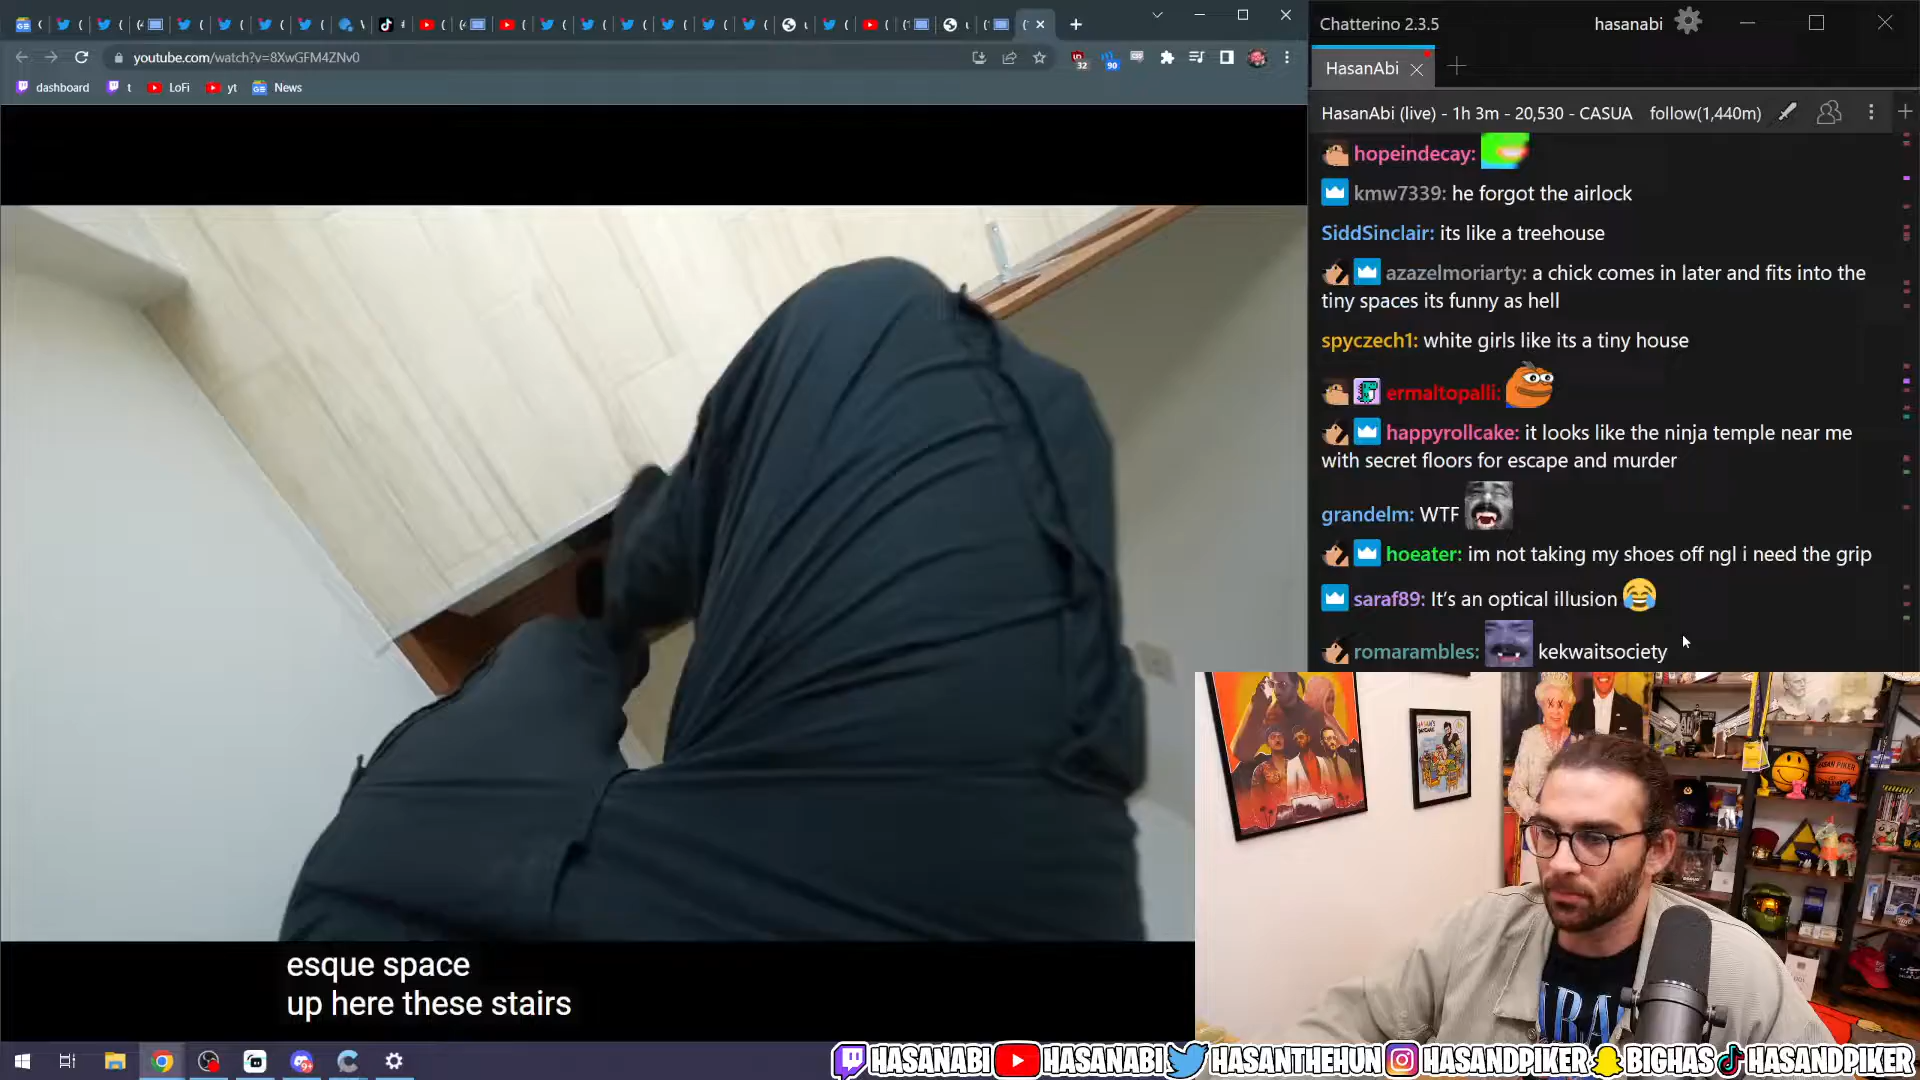 youtube.com/watch?v=8XwGFM4ZNv0
dashboard
t
LoFi
yt
News
32
90
Chatterino 2.3.5
hasanabi
HasanAbi
HasanAbi (live) - 1h 3m - 20,530 - CASUA
follow(1,440m)
hopeindecay:
kmw7339: he forgot the airlock
SiddSinclair: its like a treehouse
azazelmoriarty: a chick comes in later and fits into the
tiny spaces its funny as hell
spyczech1: white girls like its a tiny house
ermaltopalli:
happyrollcake: it looks like the ninja temple near me
with secret floors for escape and murder
grandelm: WTF
hoeater: im not taking my shoes off ngl i need the grip
saraf89: It’s an optical illusion
romarambles: kekwaitsociety
esque space
up here these stairs
HASANABI
HASANABI
HASANTHEHUN
HASANDPIKER
BIGHAS
HASANDPIKER